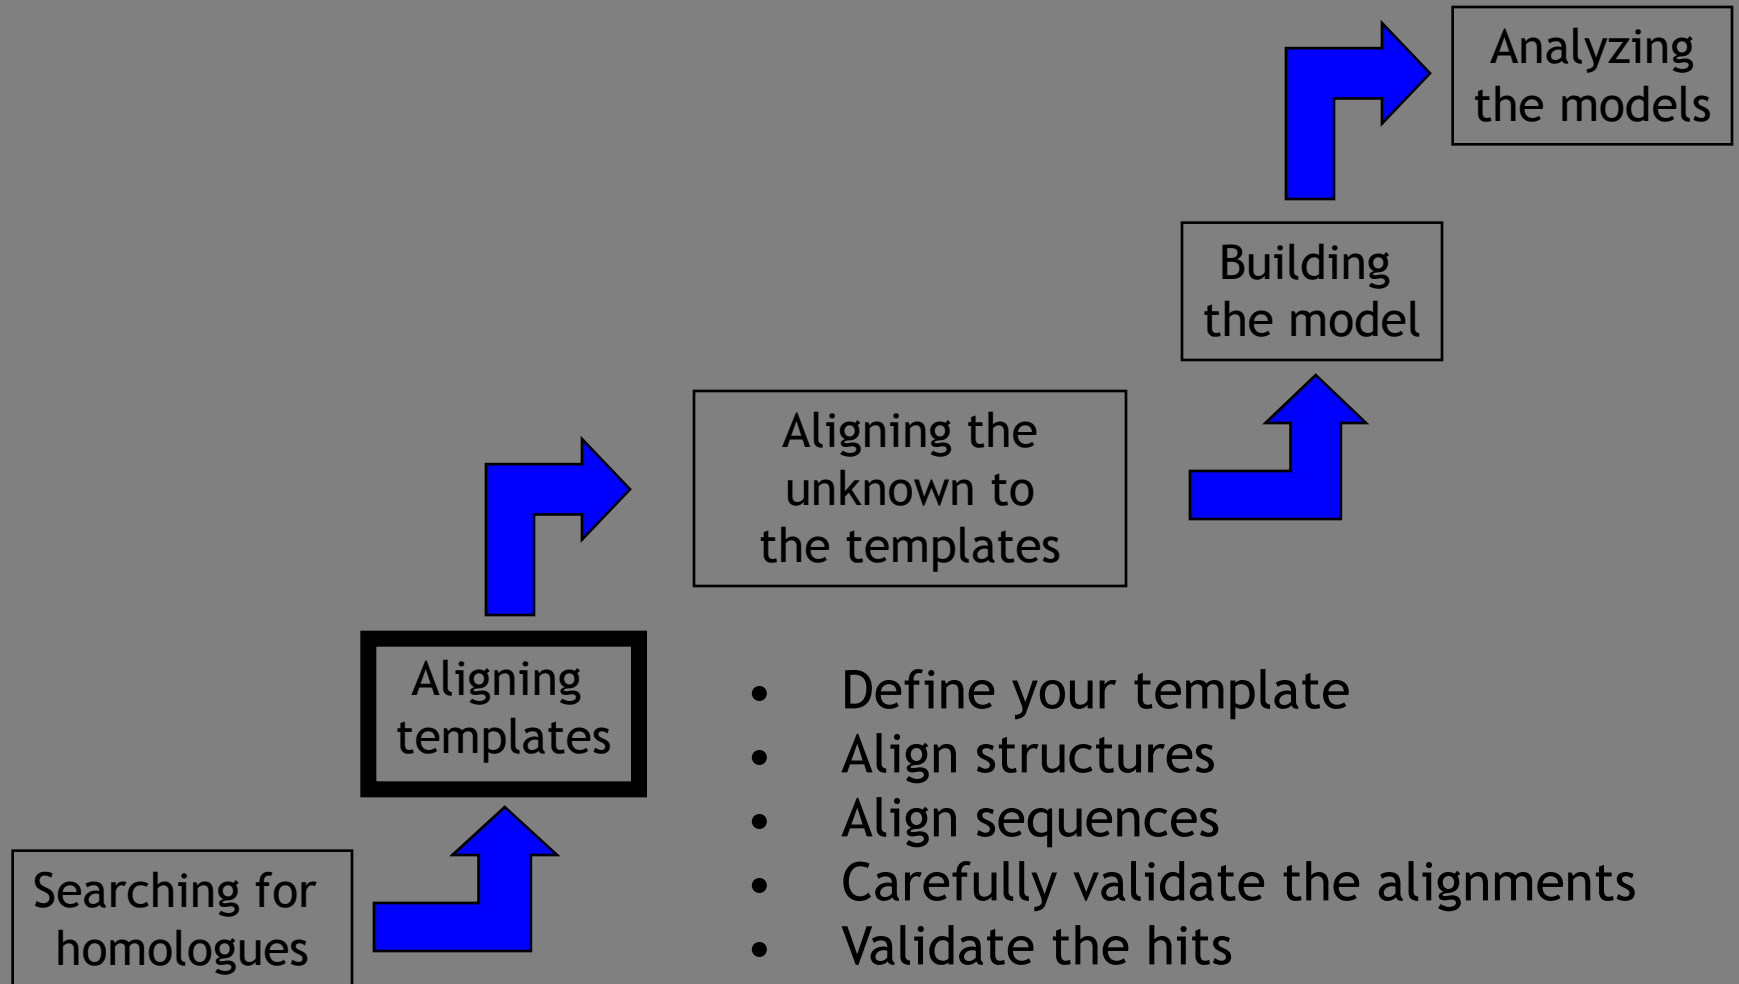 Analyzing
the models
Building
the model
Aligning the
unknown to
the templates
Aligning
templates
• Define your template
• Align structures
• Align sequences
• Carefully validate the alignments
• Validate the hits
Searching for
homologues